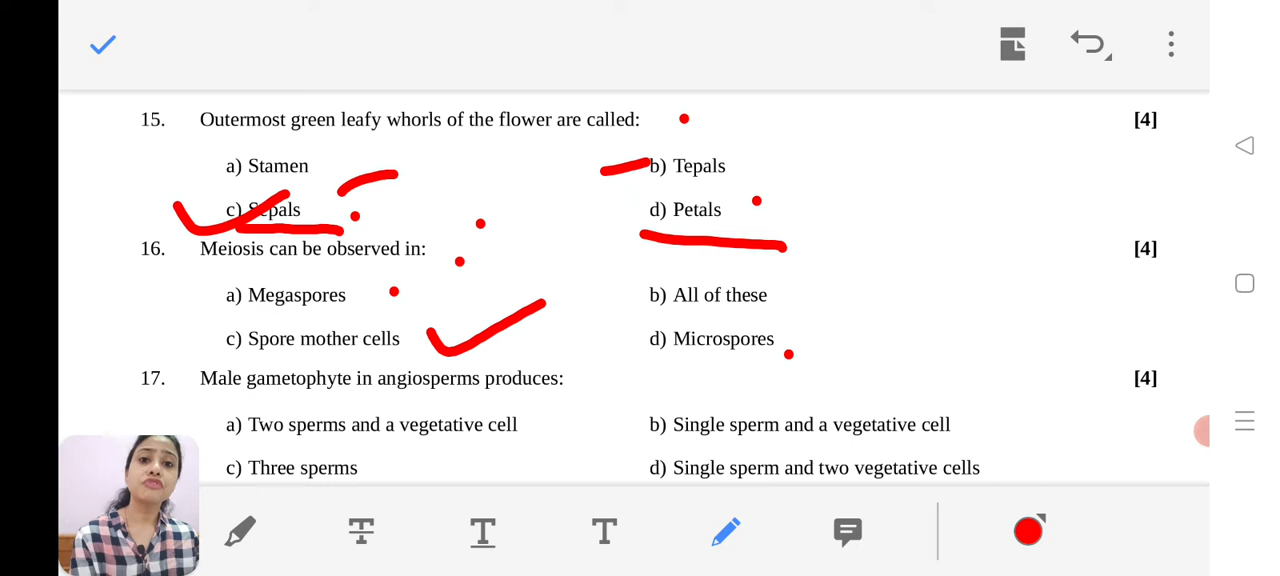 15. Outermost green leafy whorls of the flower are called: [4]
a) Stamen b) Tepals
c) Sepals d) Petals
16. Meiosis can be observed in: [4]
a) Megaspores b) All of these
c) Spore mother cells d) Microspores
17. Male gametophyte in angiosperms produces: [4]
a) Two sperms and a vegetative cell b) Single sperm and a vegetative cell
c) Three sperms d) Single sperm and two vegetative cells
T T T